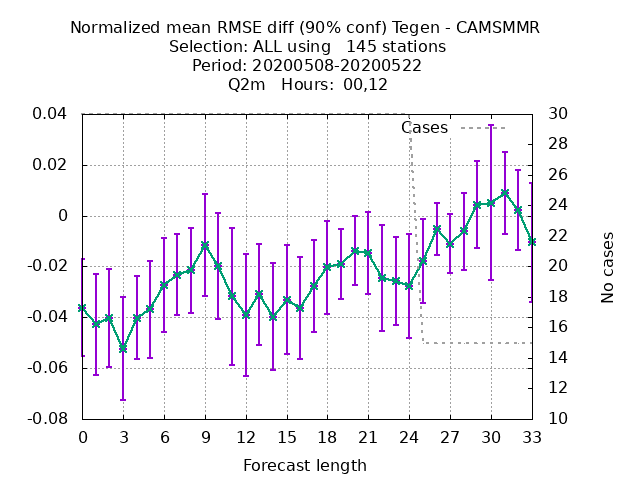 Normalized mean RMSE diff (90% conf) Tegen - CAMSMMR
Selection: ALL using   145 stations
Period: 20200508-20200522
Q2m   Hours:  00,12
Cases
0.04
0.02
0
-0.02
-0.04
-0.06
-0.08
30
28
26
24
22
20
18
16
14
12
10
No cases
0 3 6 9 12 15 18 21 24 27 30 33
Forecast length